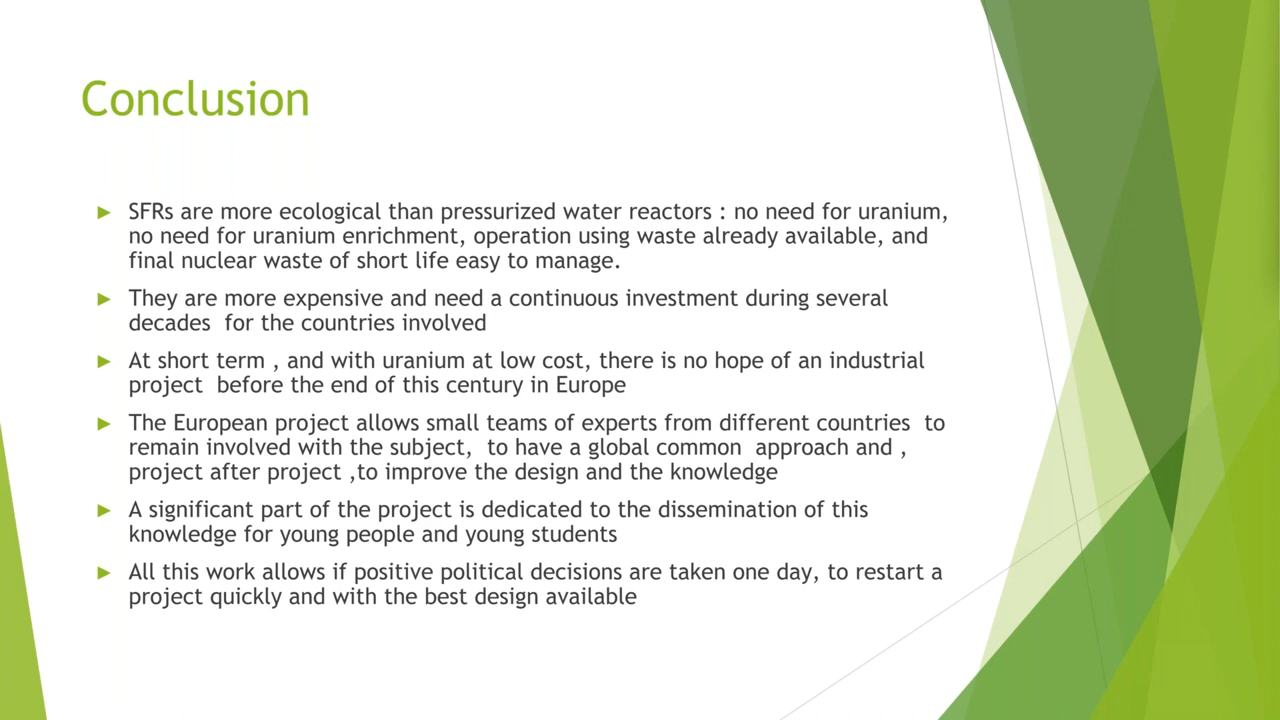 Conclusion
SFRs are more ecological than pressurized water reactors : no need for uranium,
no need for uranium enrichment, operation using waste already available, and
final nuclear waste of short life easy to manage.
They are more expensive and need a continuous investment during several
decades  for the countries involved
At short term , and with uranium at low cost, there is no hope of an industrial
project  before the end of this century in Europe
The European project allows small teams of experts from different countries  to
remain involved with the subject,  to have a global common  approach and ,
project after project ,to improve the design and the knowledge
A significant part of the project is dedicated to the dissemination of this
knowledge for young people and young students
All this work allows if positive political decisions are taken one day, to restart a
project quickly and with the best design available